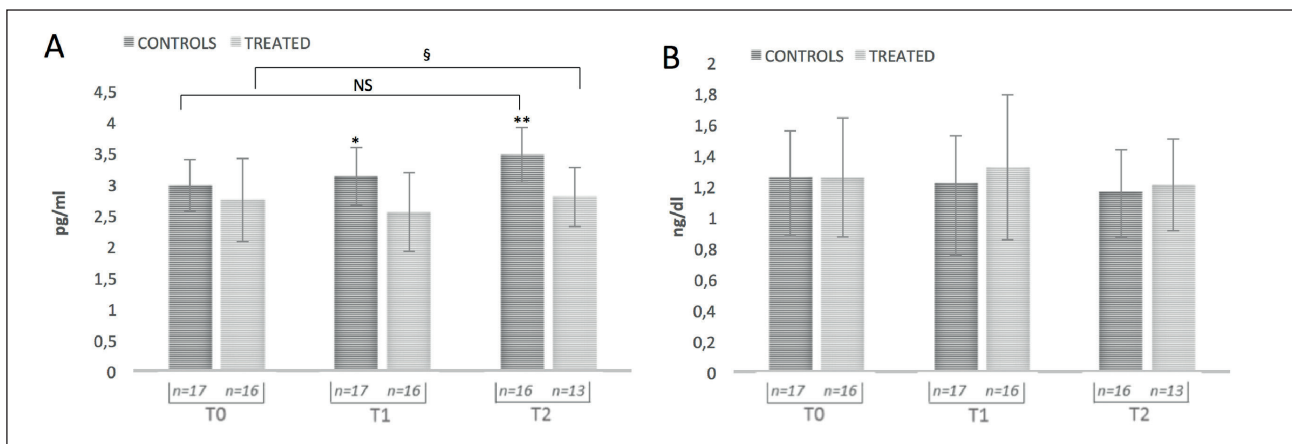 A
CONTROLS TREATED
§
NS
4,5
4
3,5
3
2,5
2
1,5
1
0,5
0
pg/ml
*
**
n=17 n=16 n=17 n=16 n=16 n=13
T0 T1 T2
B
CONTROLS TREATED
2
1,8
1,6
1,4
1,2
1
0,8
0,6
0,4
0,2
0
ng/dl
n=17 n=16 n=17 n=16 n=16 n=13
T0 T1 T2